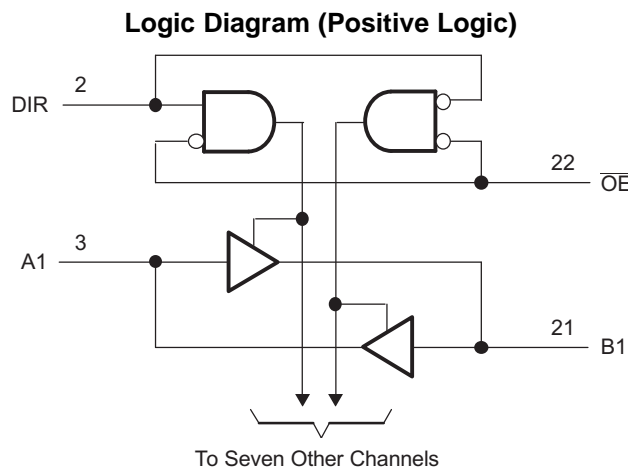 Logic Diagram (Positive Logic)
2
DIR
22
OE
3
A1
21
B1
To Seven Other Channels